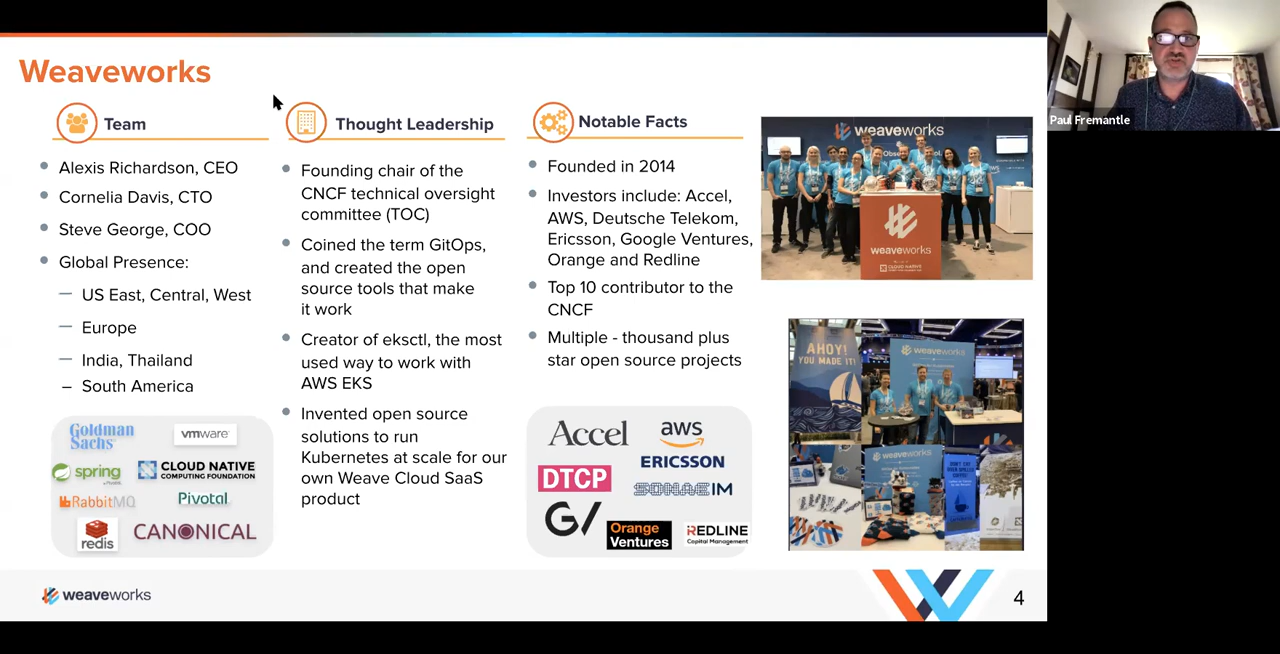 Weaveworks
Team
Alexis Richardson, CEO
Cornelia Davis, CTO
Steve George, COO
Global Presence:
US East, Central, West
Europe
India, Thailand
South America
Goldman
Sachs
vmware
spring
CLOUD NATIVE
COMPUTING FOUNDATION
RabbitMQ
Pivotal
redis
CANONICAL
Thought Leadership
Founding chair of the
CNCF technical oversight
committee (TOC)
Coined the term GitOps,
and created the open
source tools that make
it work
Creator of eksctl, the most
used way to work with
AWS EKS
Invented open source
solutions to run
Kubernetes at scale for our
own Weave Cloud SaaS
product
Notable Facts
Founded in 2014
Investors include: Accel,
AWS, Deutsche Telekom,
Ericsson, Google Ventures,
Orange and Redline
Top 10 contributor to the
CNCF
Multiple - thousand plus
star open source projects
Accel
aws
DTCP
ERICSSON
SONAE IM
G/
Orange
Ventures
REDLINE
Capital Management
weaveworks
weaveworks
CLOUD NATIVE
AHOY!
YOU MADE IT!
weaveworks
weaveworks
weaveworks
4
Paul Fremantle